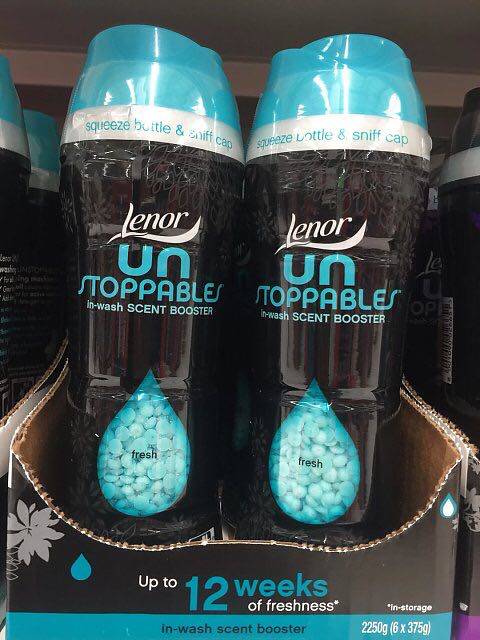 squeeze bottle & sniff cap
Lenor
UN
STOPPABLES
in-wash SCENT BOOSTER
fresh
squeeze bottle & sniff cap
Lenor
UN
STOPPABLES
in-wash SCENT BOOSTER
fresh
Up to 12 weeks
of freshness*
*in-storage
in-wash scent booster
2250g (6 x 375g)